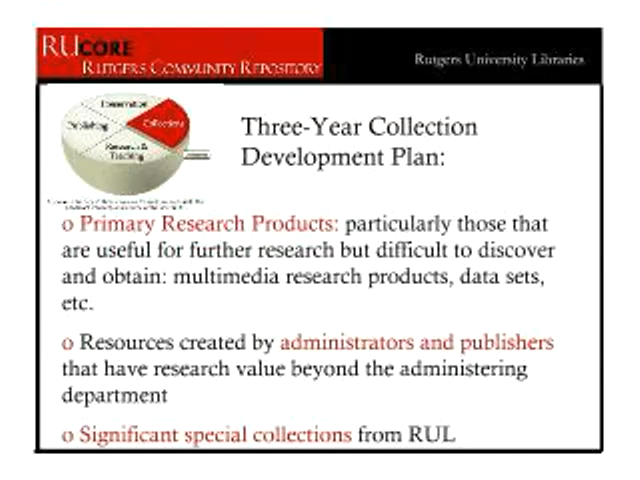 RUCORE
RUTGERS COMMUNITY REPOSITORY
Rutgers University Libraries
Preservation
Publishing
Collections
Research &
Teaching
Three-Year Collection
Development Plan:
o Primary Research Products: particularly those that
are useful for further research but difficult to discover
and obtain: multimedia research products, data sets,
etc.
o Resources created by administrators and publishers
that have research value beyond the administering
department
o Significant special collections from RUL